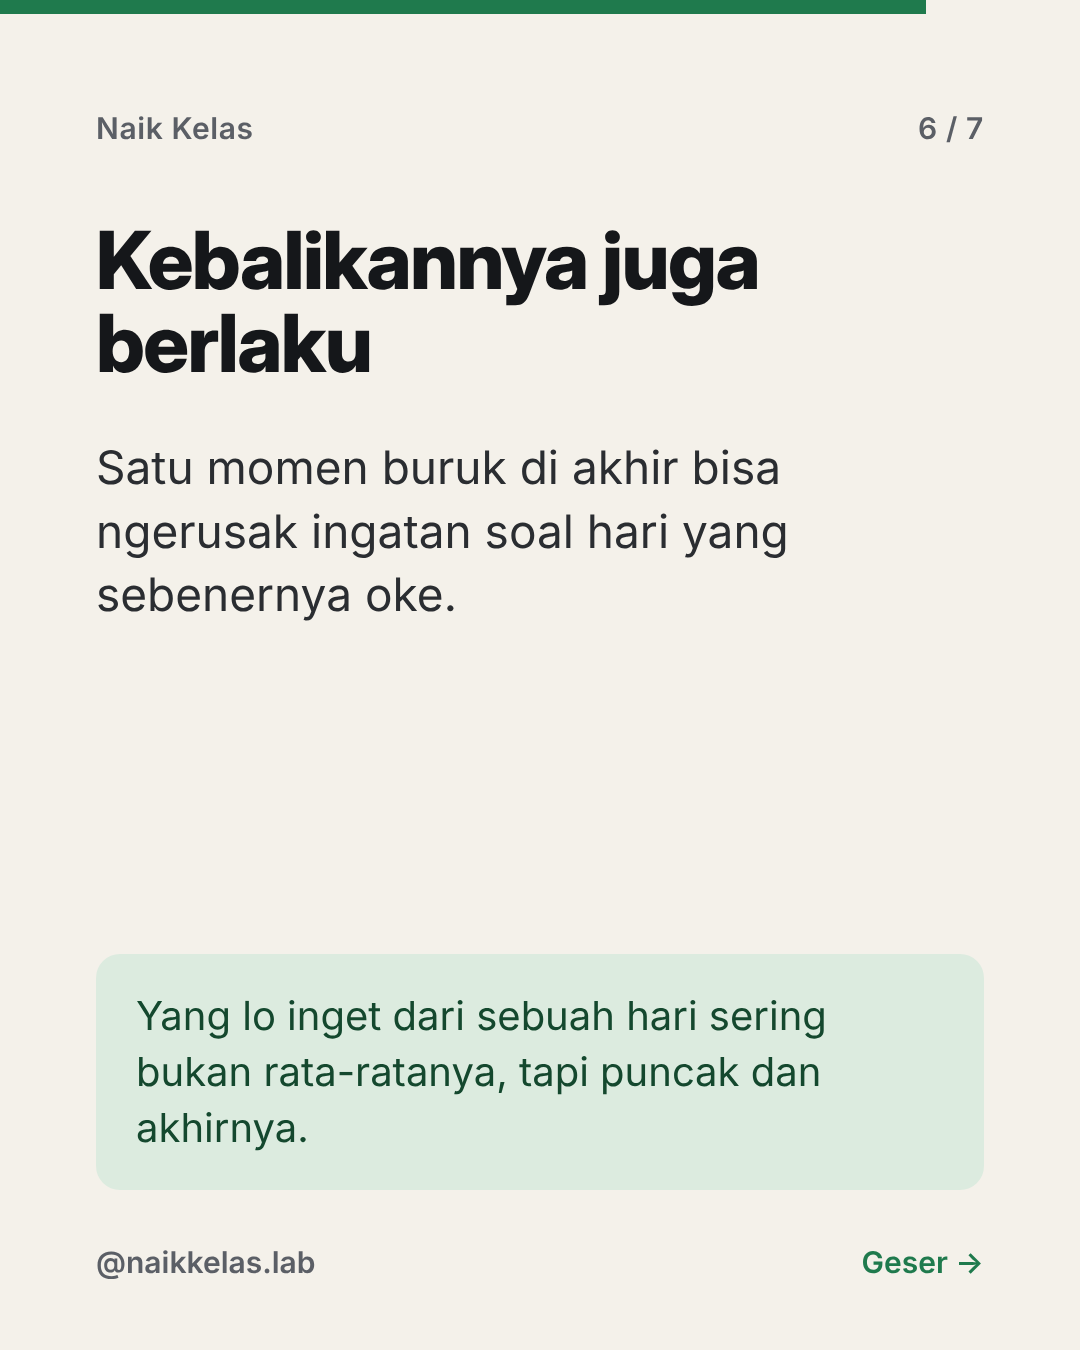 Naik Kelas
6 / 7
Kebalikannya juga
berlaku
Satu momen buruk di akhir bisa
ngerusak ingatan soal hari yang
sebenernya oke.
Yang lo inget dari sebuah hari sering
bukan rata-ratanya, tapi puncak dan
akhirnya.
@naikkelas.lab
Geser →